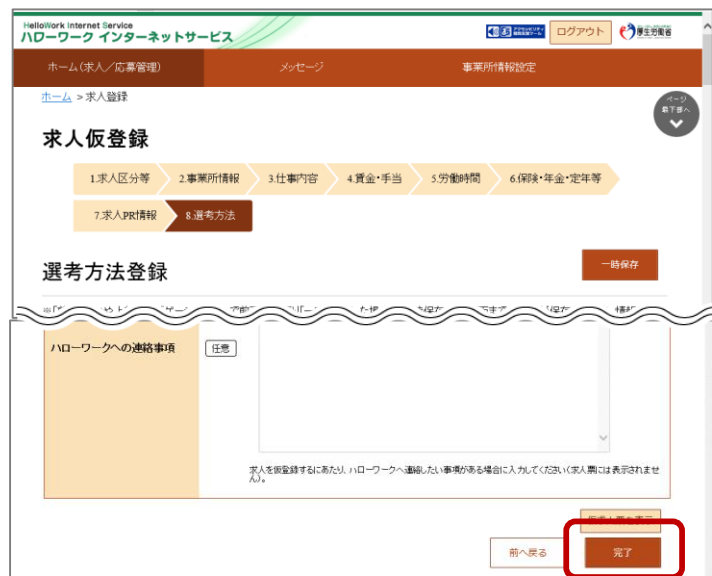 HelloWork Internet Service
ハローワーク インターネットサービス
ログアウト
厚生労働省
ホーム(求人/応募管理)
メッセージ
事業所情報設定
ホーム > 求人登録
ページ
最下部へ
求人仮登録
1.求人区分等
2.事業所情報
3.仕事内容
4.賃金・手当
5.労働時間
6.保険・年金・定年等
7.求人PR情報
8.選考方法
選考方法登録
一時保存
ハローワークへの連絡事項
任意
求人を仮登録するにあたり、ハローワークへ連絡したい事項がある場合に入力してください(求人票には表示されませ
ん)。
前へ戻る
完了